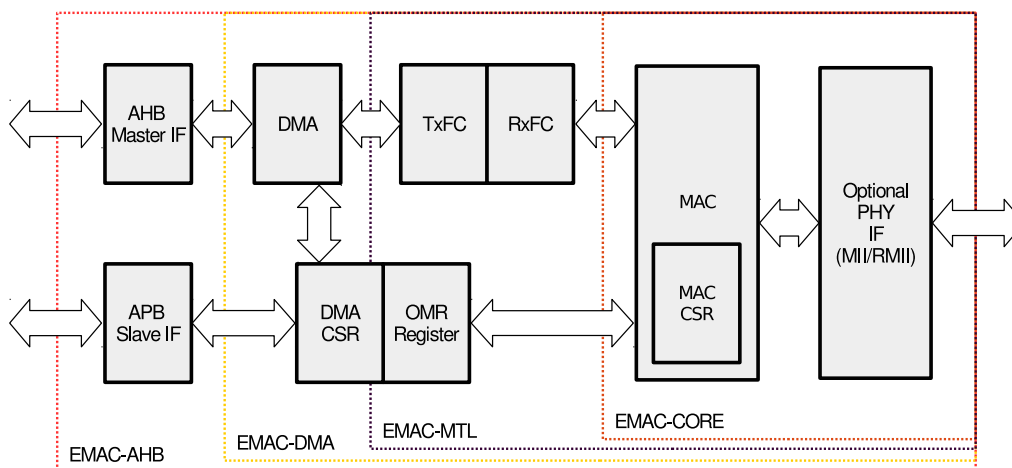 AHB
Master IF
DMA
TxFC
RxFC
MAC
Optional
PHY
IF
(MII/RMII)
APB
Slave IF
DMA
CSR
OMR
Register
MAC
CSR
EMAC-AHB
EMAC-DMA
EMAC-MTL
EMAC-CORE